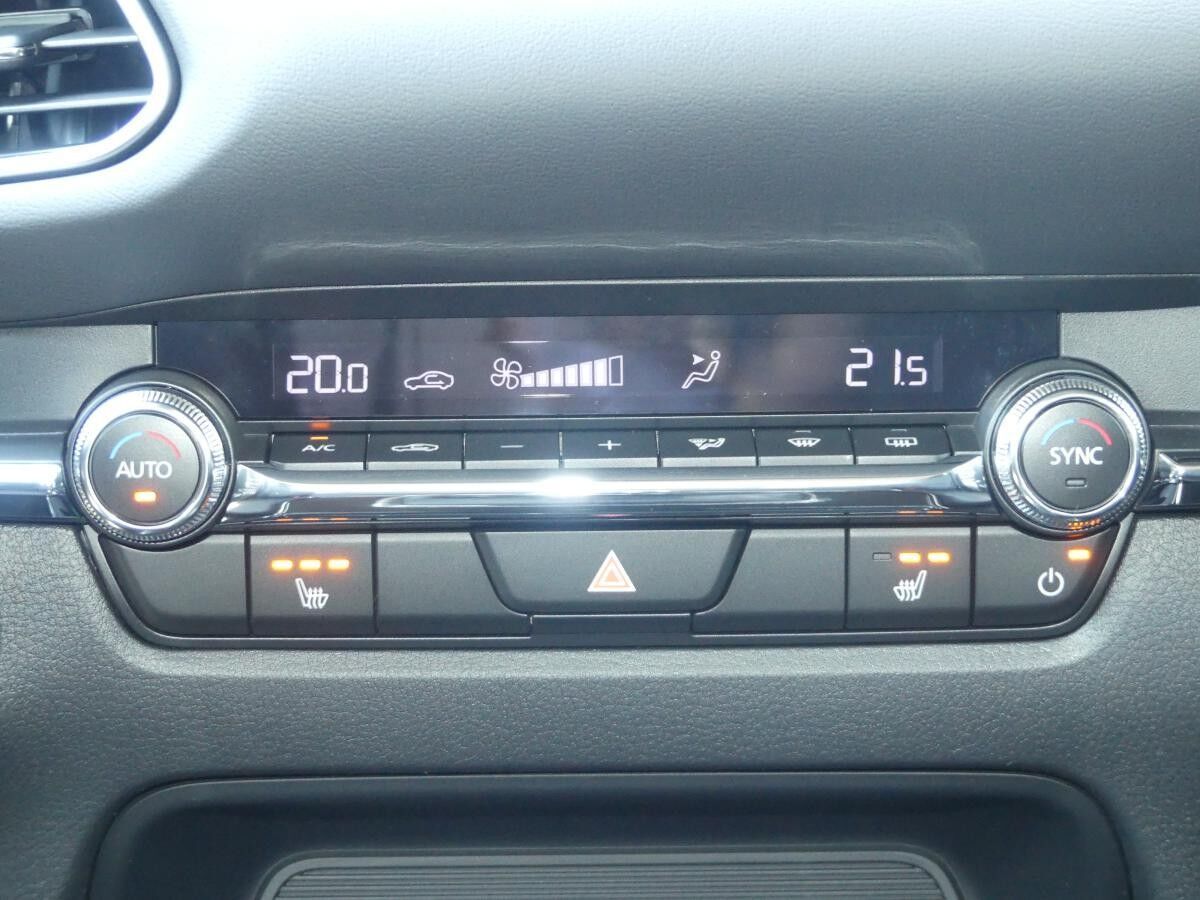 20.0 21.5
A/C - +
AUTO SYNC